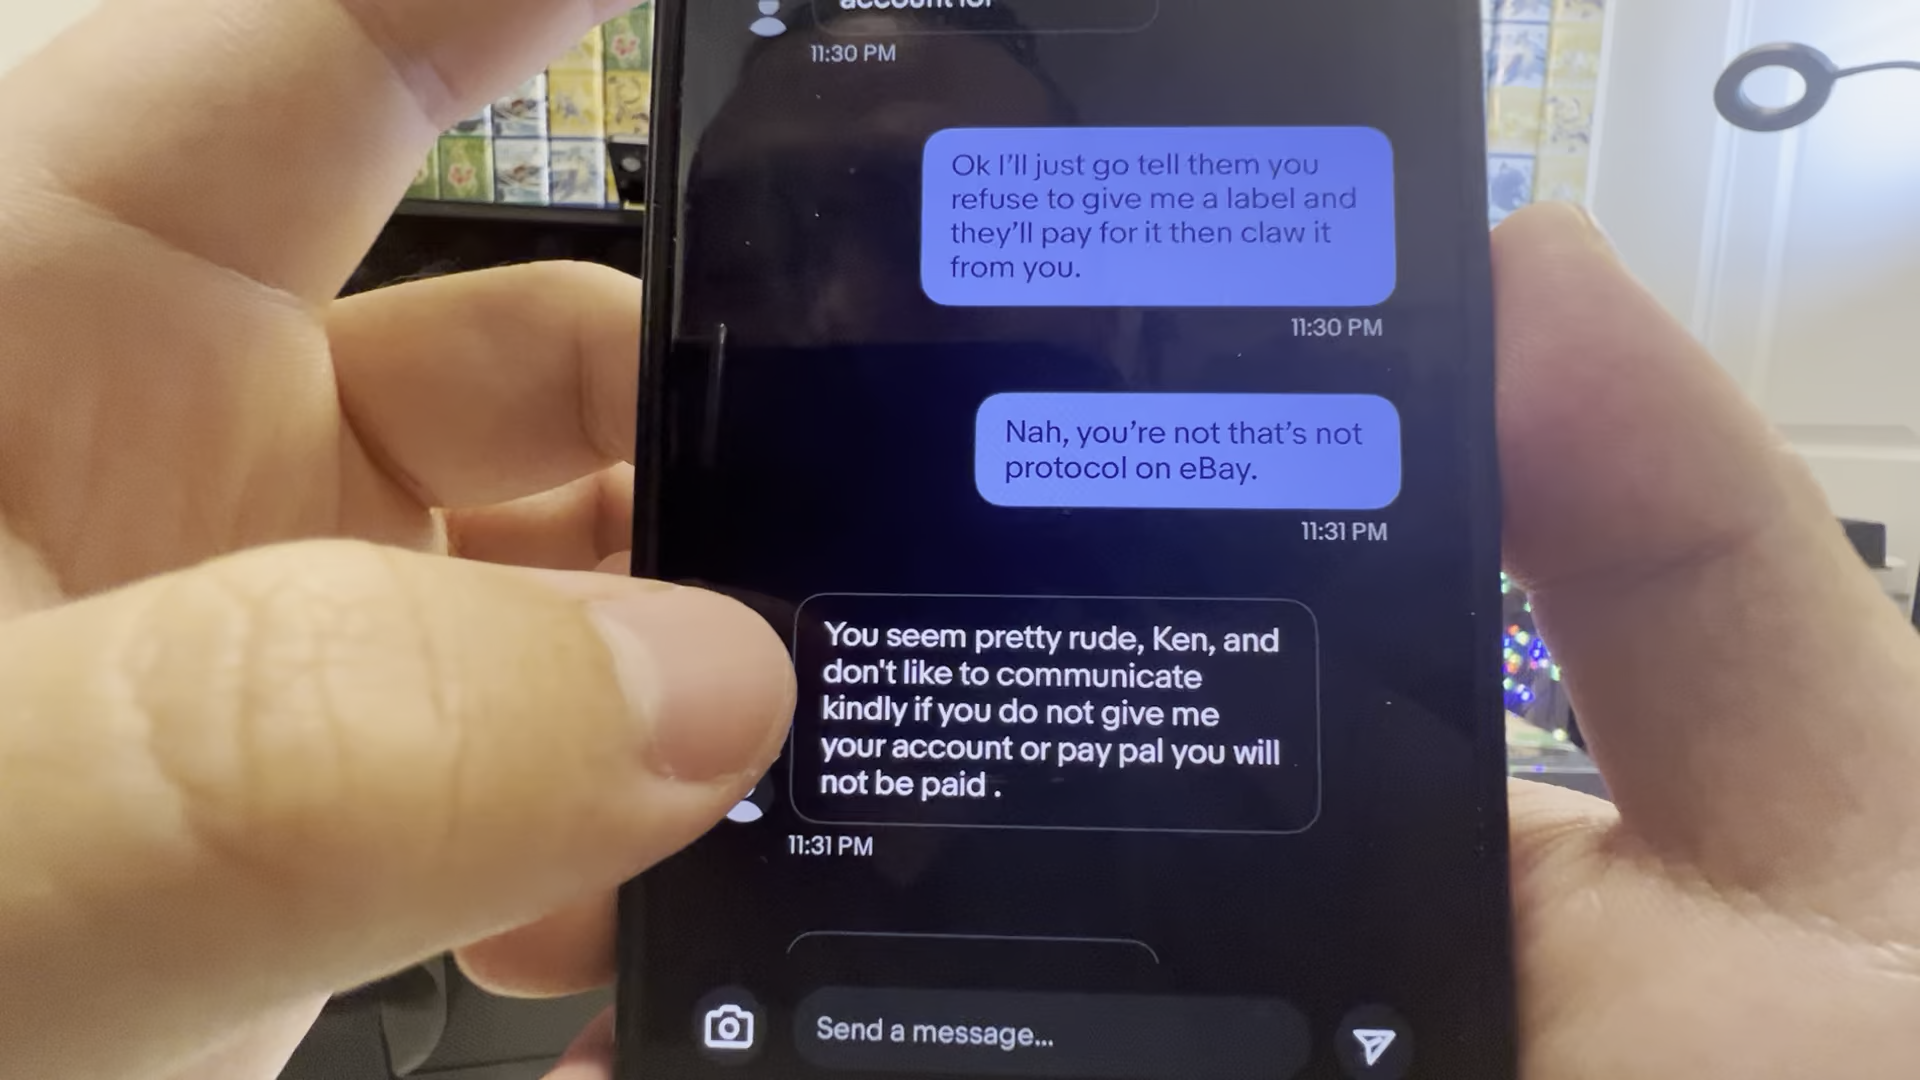 account for
11:30 PM
Ok I'll just go tell them you
refuse to give me a label and
they'll pay for it then claw it
from you.
11:30 PM
Nah, you're not that's not
protocol on eBay.
11:31 PM
You seem pretty rude, Ken, and
don't like to communicate
kindly if you do not give me
your account or pay pal you will
not be paid .
11:31 PM
Send a message...